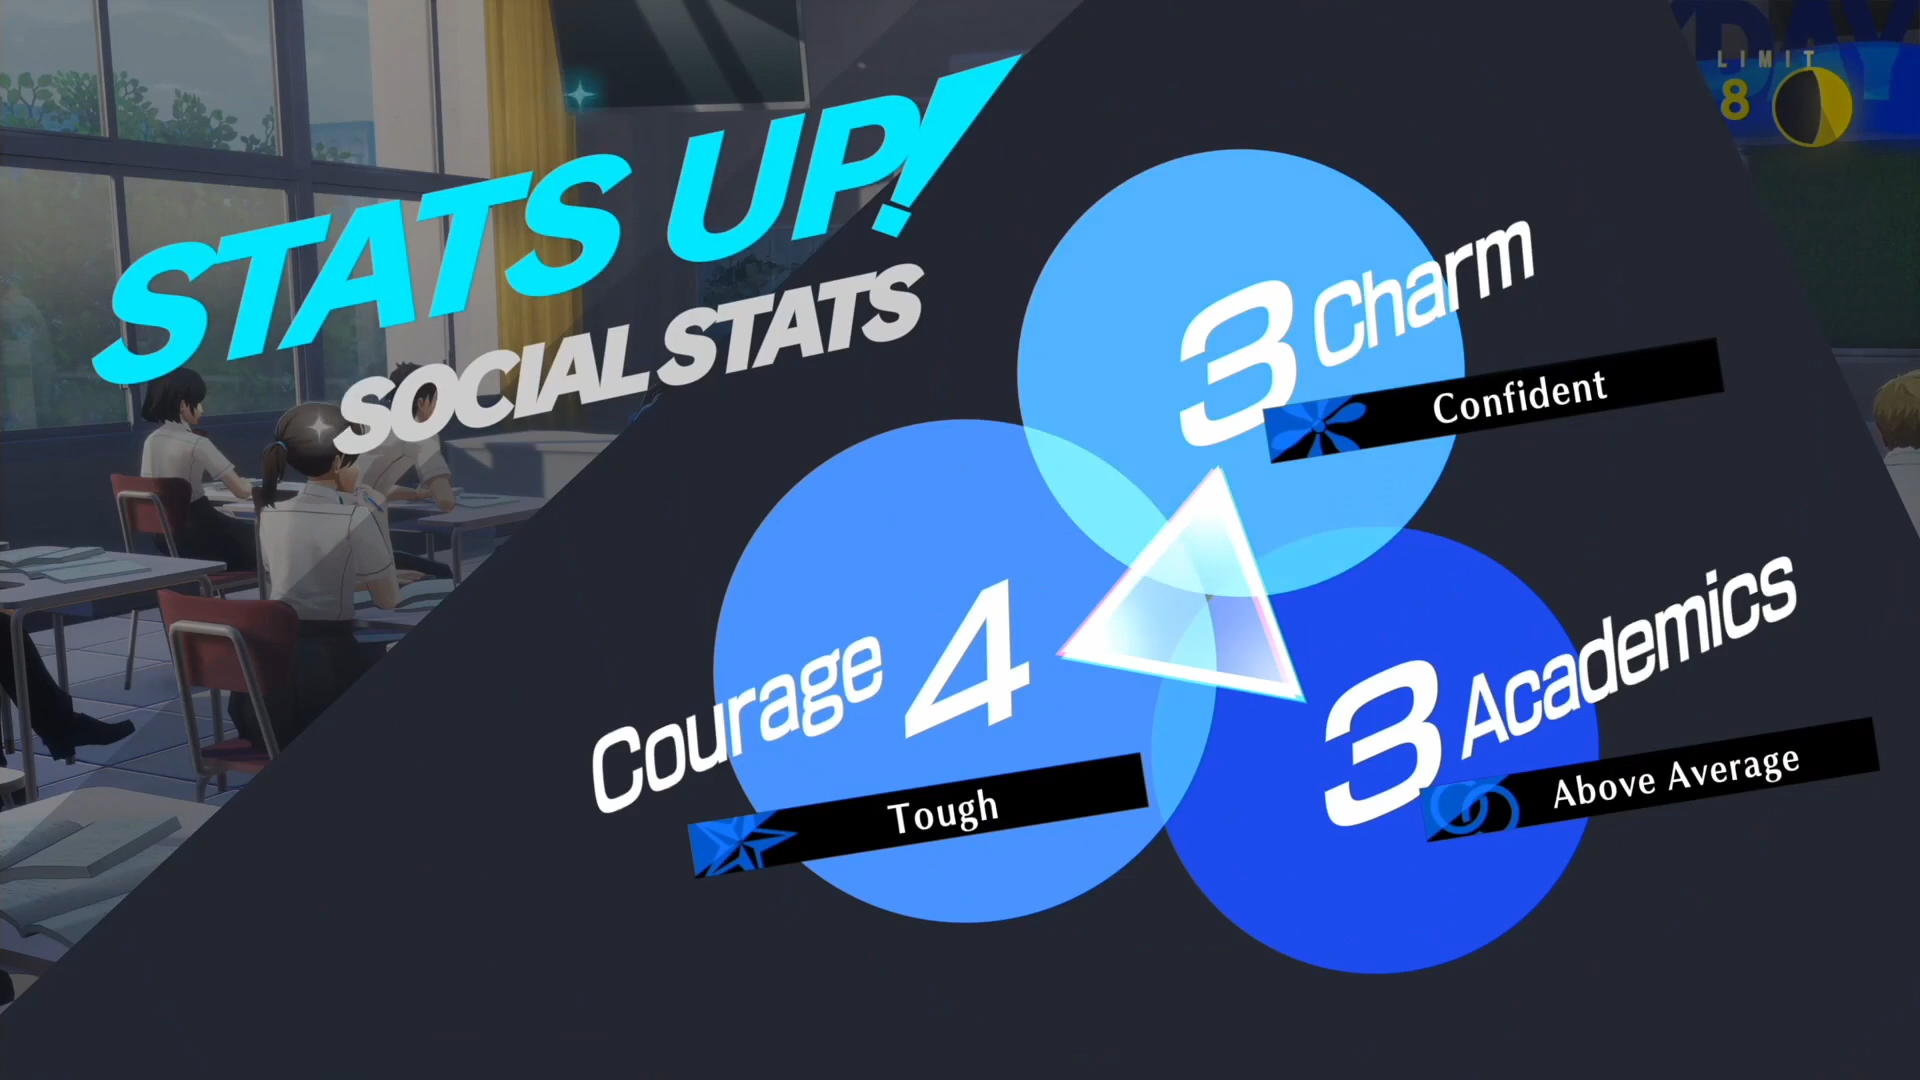 STATS UP!
SOCIAL STATS
LIMIT
8
3 Charm
Confident
Courage 4
Tough
3 Academics
Above Average